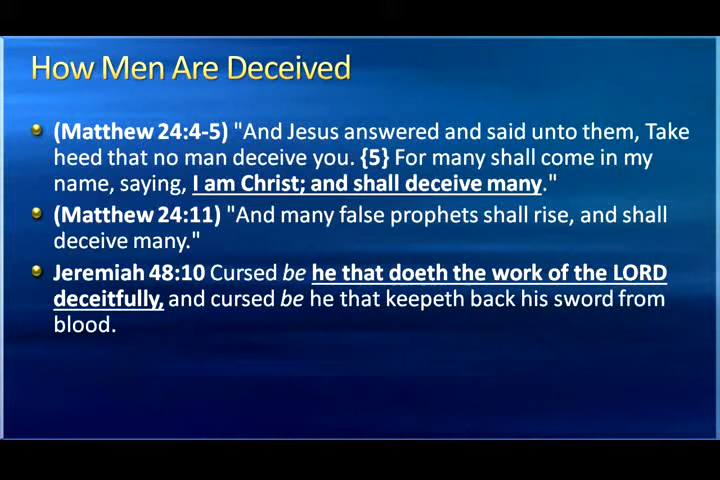 How Men Are Deceived
(Matthew 24:4-5) "And Jesus answered and said unto them, Take
heed that no man deceive you. {5} For many shall come in my
name, saying, I am Christ; and shall deceive many."
(Matthew 24:11) "And many false prophets shall rise, and shall
deceive many."
Jeremiah 48:10 Cursed be he that doeth the work of the LORD
deceitfully, and cursed be he that keepeth back his sword from
blood.